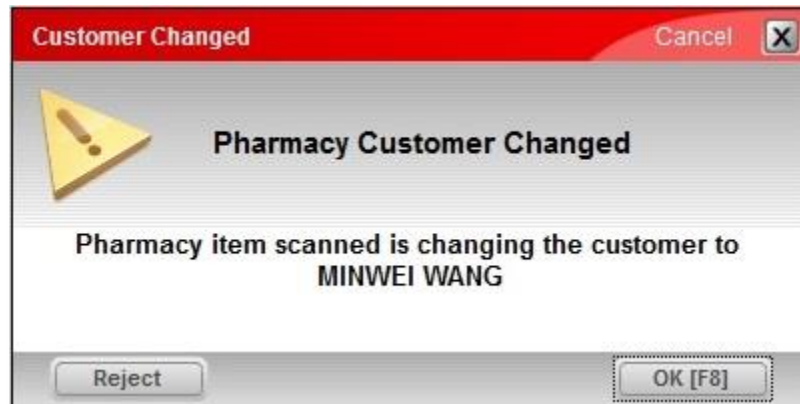 Customer Changed Cancel X
Pharmacy Customer Changed
Pharmacy item scanned is changing the customer to
MINWEI WANG
Reject OK [F8]